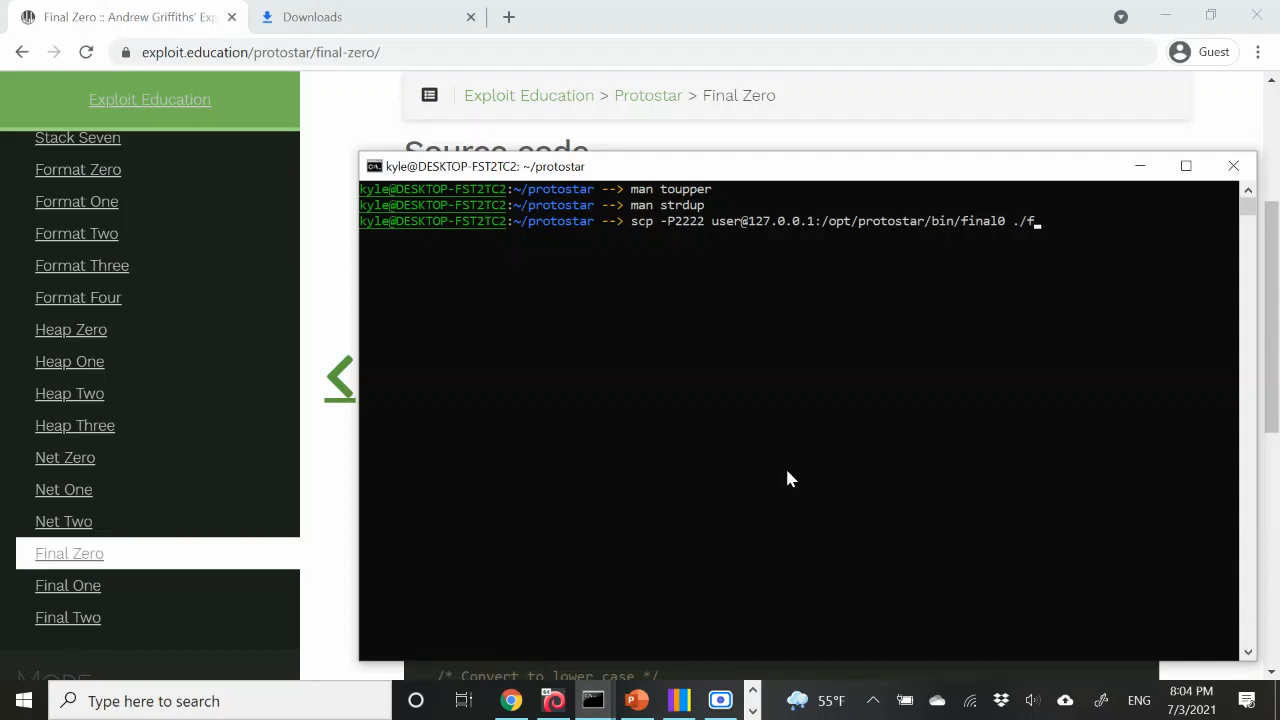 Final Zero :: Andrew Griffiths' Exp
Downloads
exploit.education/protostar/final-zero/
Guest
Exploit Education
Exploit Education > Protostar > Final Zero
Stack Seven
Format Zero
Format One
Format Two
Format Three
Format Four
Heap Zero
Heap One
Heap Two
Heap Three
Net Zero
Net One
Net Two
Final Zero
Final One
Final Two
More
Source code
kyle@DESKTOP-FST2TC2: ~/protostar
kyle@DESKTOP-FST2TC2:~/protostar --> man toupper
kyle@DESKTOP-FST2TC2:~/protostar --> man strdup
kyle@DESKTOP-FST2TC2:~/protostar --> scp -P2222 user@127.0.0.1:/opt/protostar/bin/final0 ./f
/* Convert to lower case */
Type here to search
55°F
ENG
8:04 PM
7/3/2021